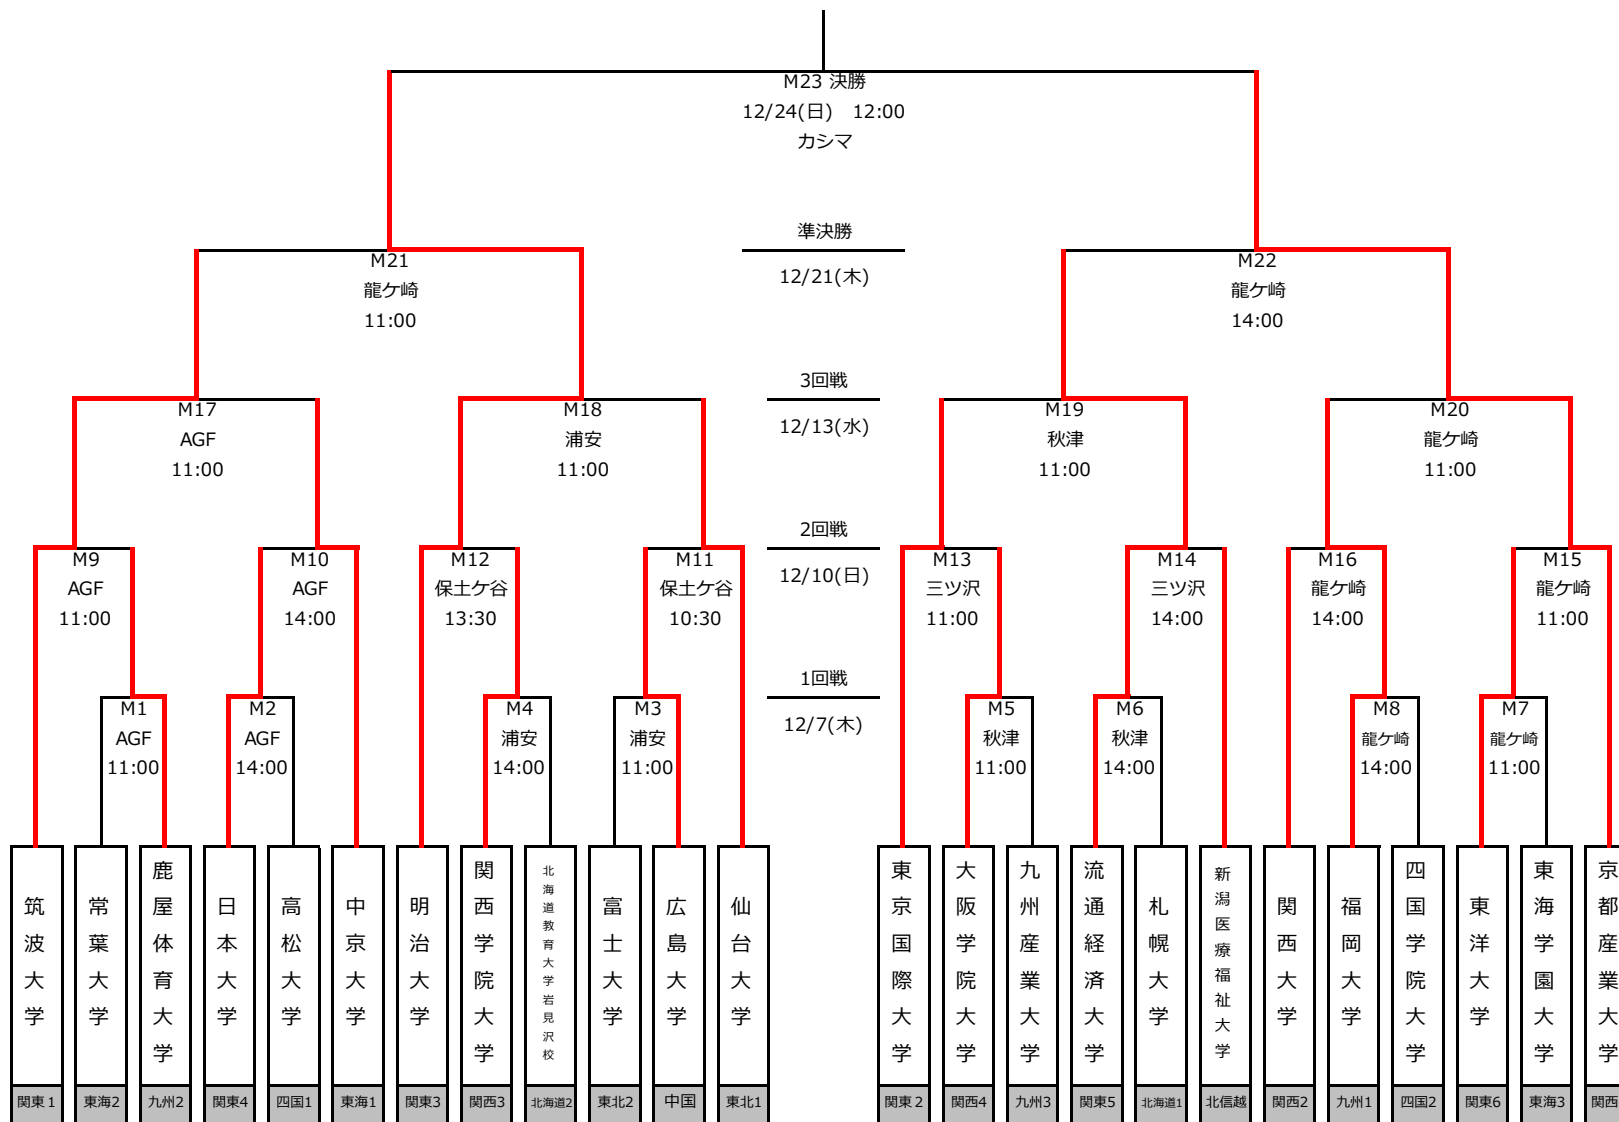 M23 決勝
12/24(日) 12:00
カシマ
準決勝
12/21(木)
M21
龍ケ崎
11:00
M22
龍ケ崎
14:00
3回戦
12/13(水)
M17
AGF
11:00
M18
浦安
11:00
M19
秋津
11:00
M20
龍ケ崎
11:00
2回戦
12/10(日)
M9
AGF
11:00
M10
AGF
14:00
M12
保土ケ谷
13:30
M11
保土ケ谷
10:30
M13
三ツ沢
11:00
M14
三ツ沢
14:00
M16
龍ケ崎
14:00
M15
龍ケ崎
11:00
1回戦
12/7(木)
M1
AGF
11:00
M2
AGF
14:00
M4
浦安
14:00
M3
浦安
11:00
M5
秋津
11:00
M6
秋津
14:00
M8
龍ケ崎
14:00
M7
龍ケ崎
11:00
筑波大学
常葉大学
鹿屋体育大学
日本大学
高松大学
中京大学
明治大学
関西学院大学
北海道教育大学岩見沢校
富士大学
広島大学
仙台大学
東京国際大学
大阪学院大学
九州産業大学
流通経済大学
札幌大学
新潟医療福祉大学
関西大学
福岡大学
四国学院大学
東洋大学
東海学園大学
京都産業大学
関東1
東海2
九州2
関東4
四国1
東海1
関東3
関西3
北海道2
東北2
中国
東北1
関東2
関西4
九州3
関東5
北海道1
北信越
関西2
九州1
四国2
関東6
東海3
関西